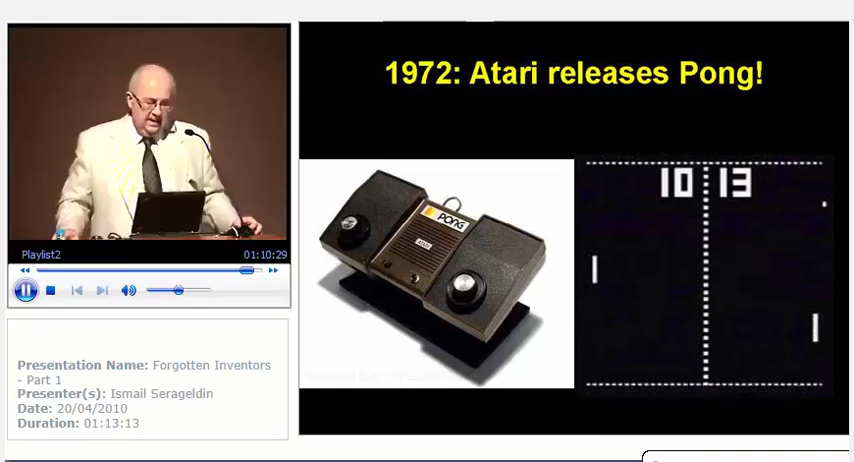 1972: Atari releases Pong!
PONG
ATARI
10 13
Playlist2 01:10:29
Presentation Name: Forgotten Inventors
- Part 1
Presenter(s): Ismail Serageldin
Date: 20/04/2010
Duration: 01:13:13